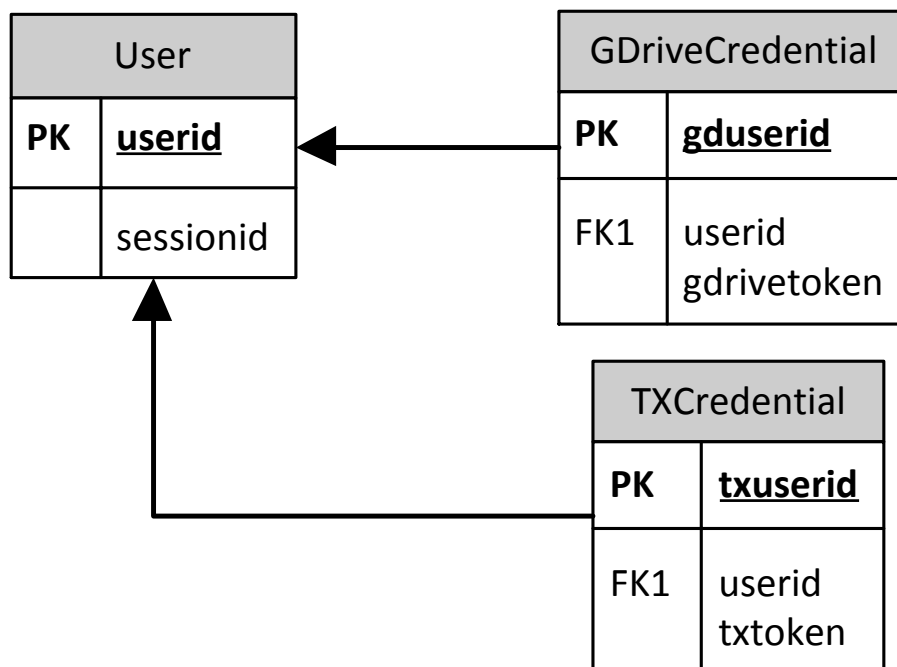 User
PK userid
sessionid
GDriveCredential
PK gduserid
FK1 userid
gdrivetoken
TXCredential
PK txuserid
FK1 userid
txtoken